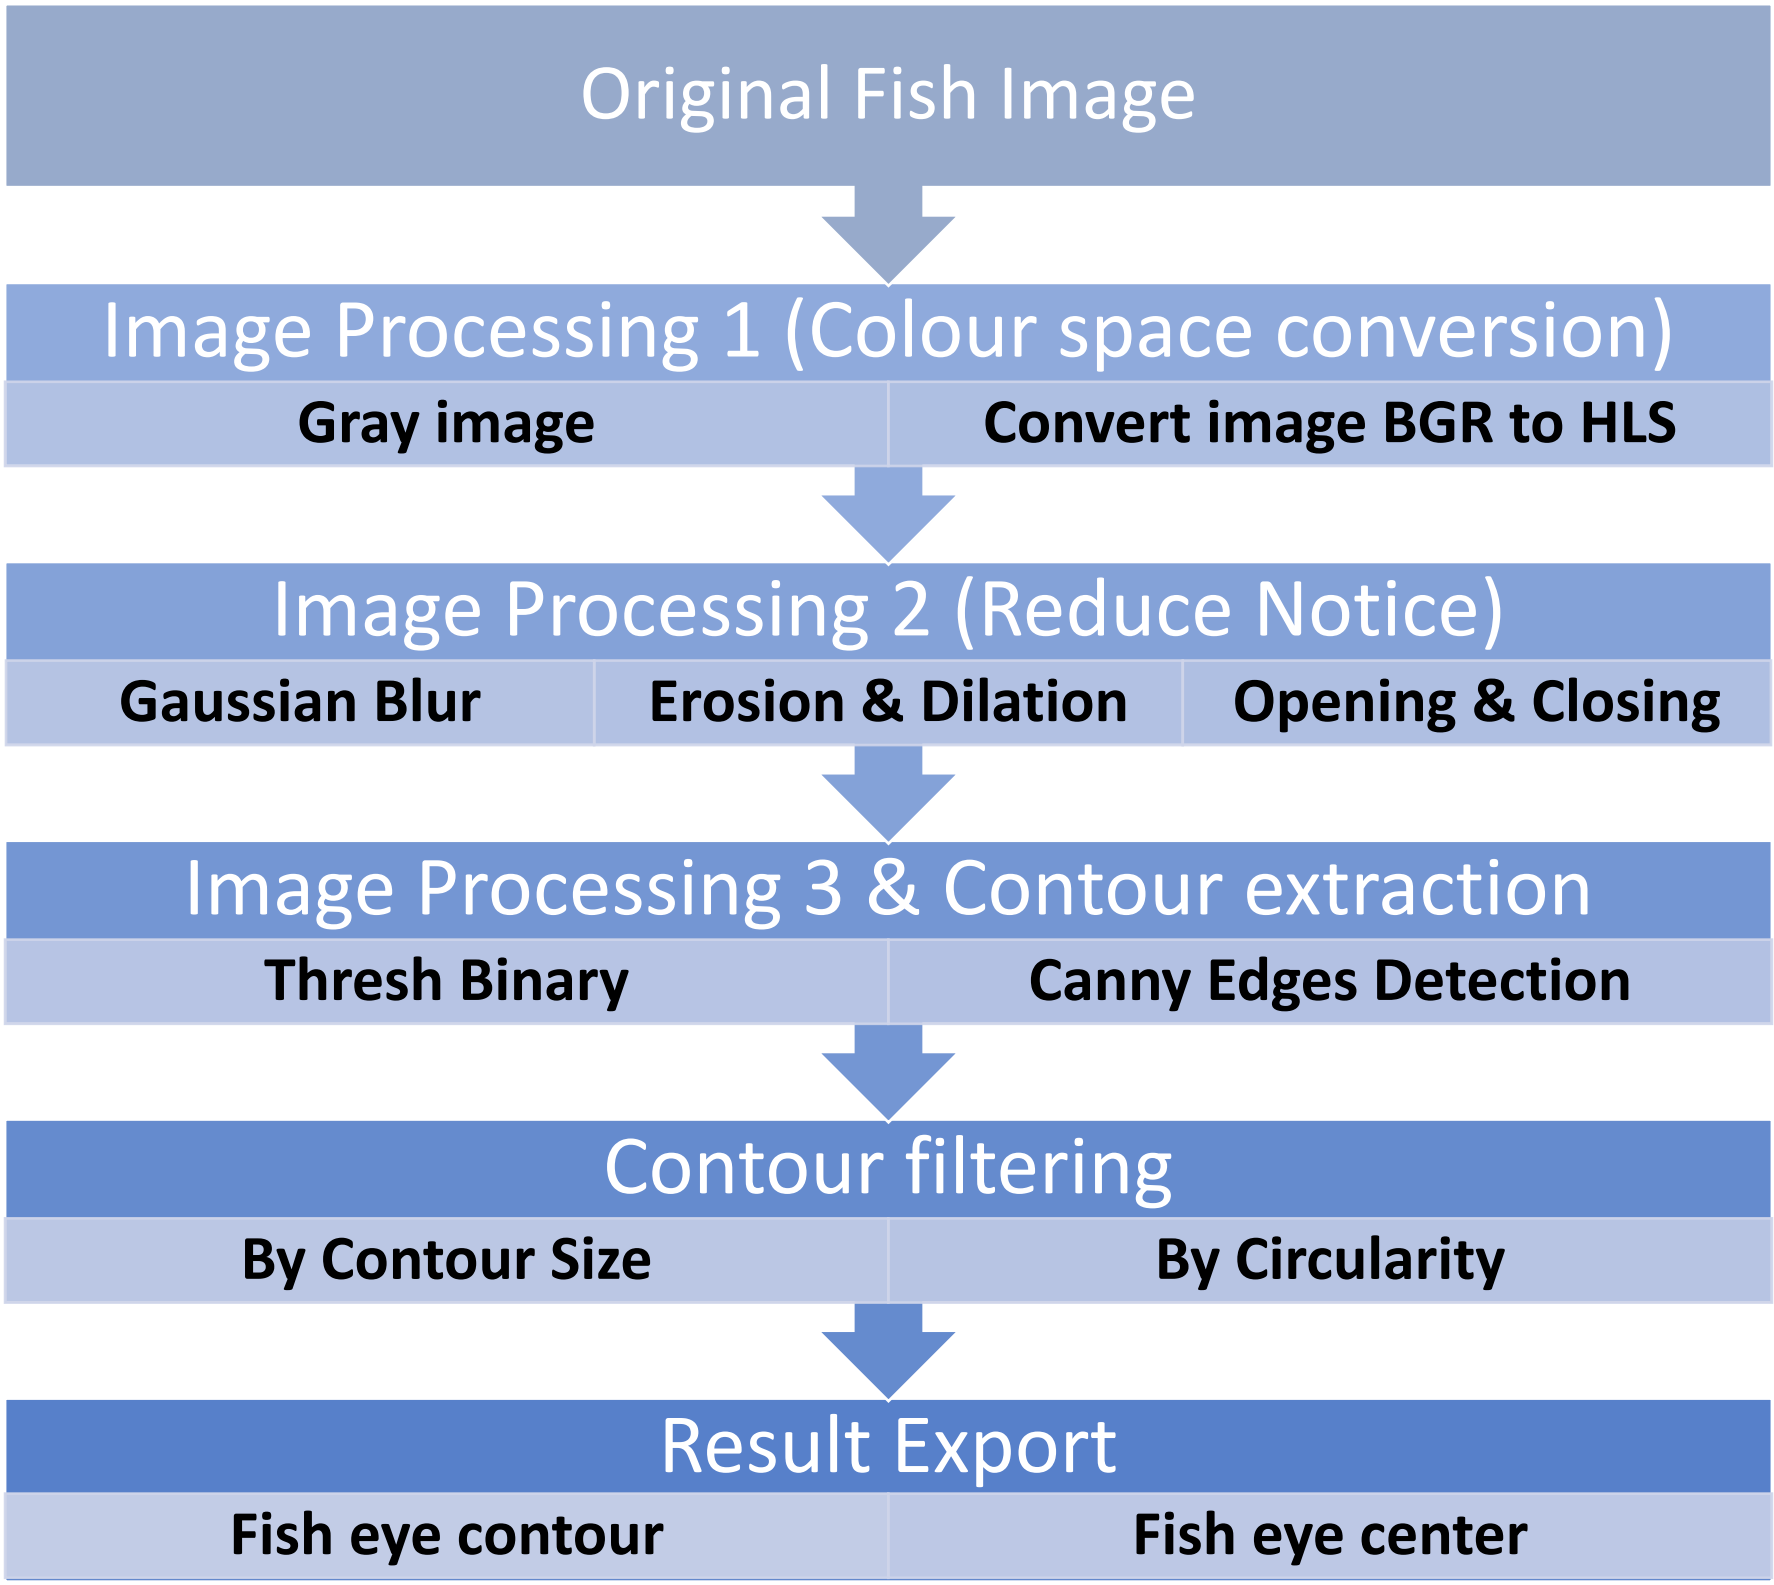 Original Fish Image
Image Processing 1 (Colour space conversion)
Gray image
Convert image BGR to HLS
Image Processing 2 (Reduce Notice)
Gaussian Blur
Erosion & Dilation
Opening & Closing
Image Processing 3 & Contour extraction
Thresh Binary
Canny Edges Detection
Contour filtering
By Contour Size
By Circularity
Result Export
Fish eye contour
Fish eye center